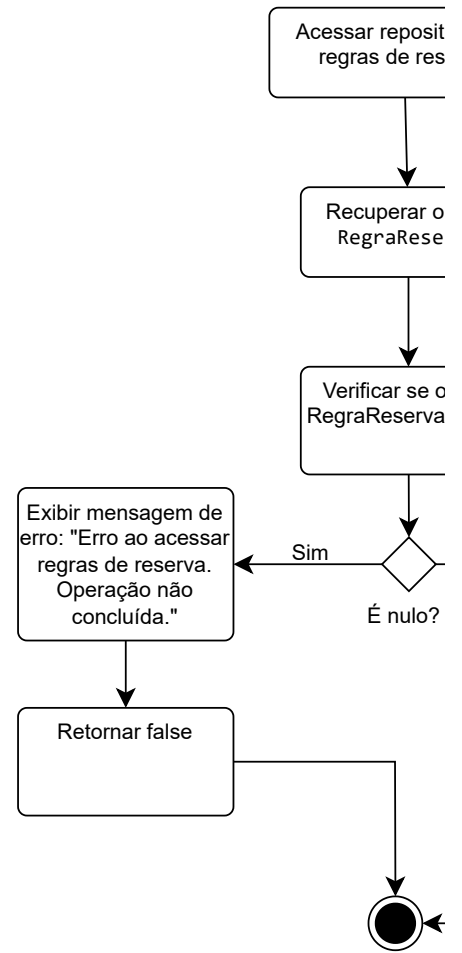 Acessar reposit
regras de res
Recuperar o
RegraRese
Verificar se o
RegraReserva
Exibir mensagem de
erro: "Erro ao acessar
regras de reserva.
Operação não
concluída."
Sim
É nulo?
Retornar false